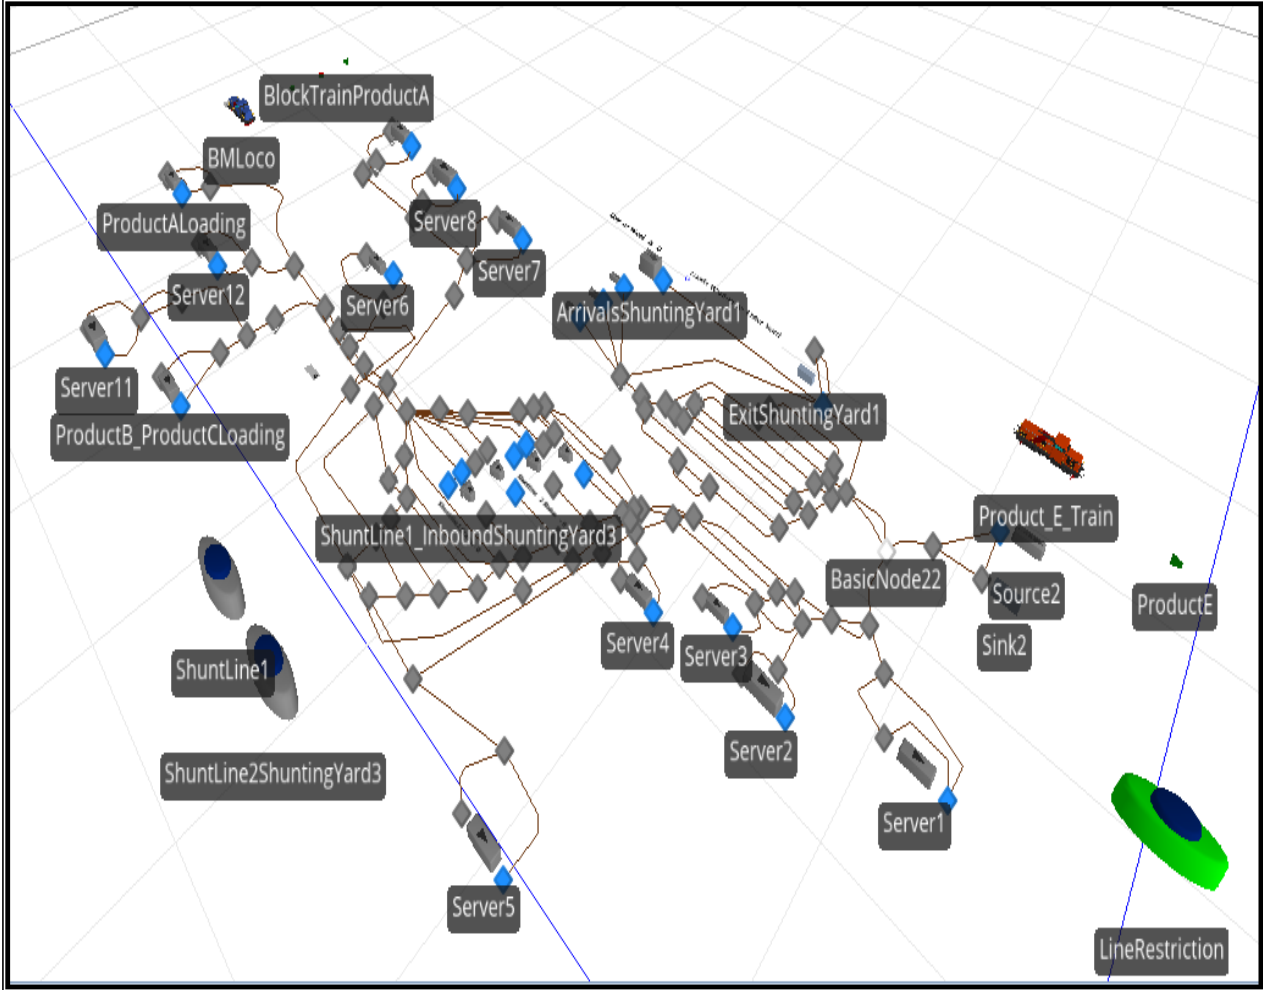 BlockTrainProductA
BMLoco
ProductALoading
Server8
Server7
Server12
Server6
ArrivalsShuntingYard1
Server11
ExitShuntingYard1
ProductB_ProductCLoading
Product_E_Train
ShuntLine1_InboundShuntingYard3
BasicNode22
Source2
ProductE
Server4
Server3
Sink2
ShuntLine1
Server2
ShuntLine2ShuntingYard3
Server1
Server5
LineRestriction